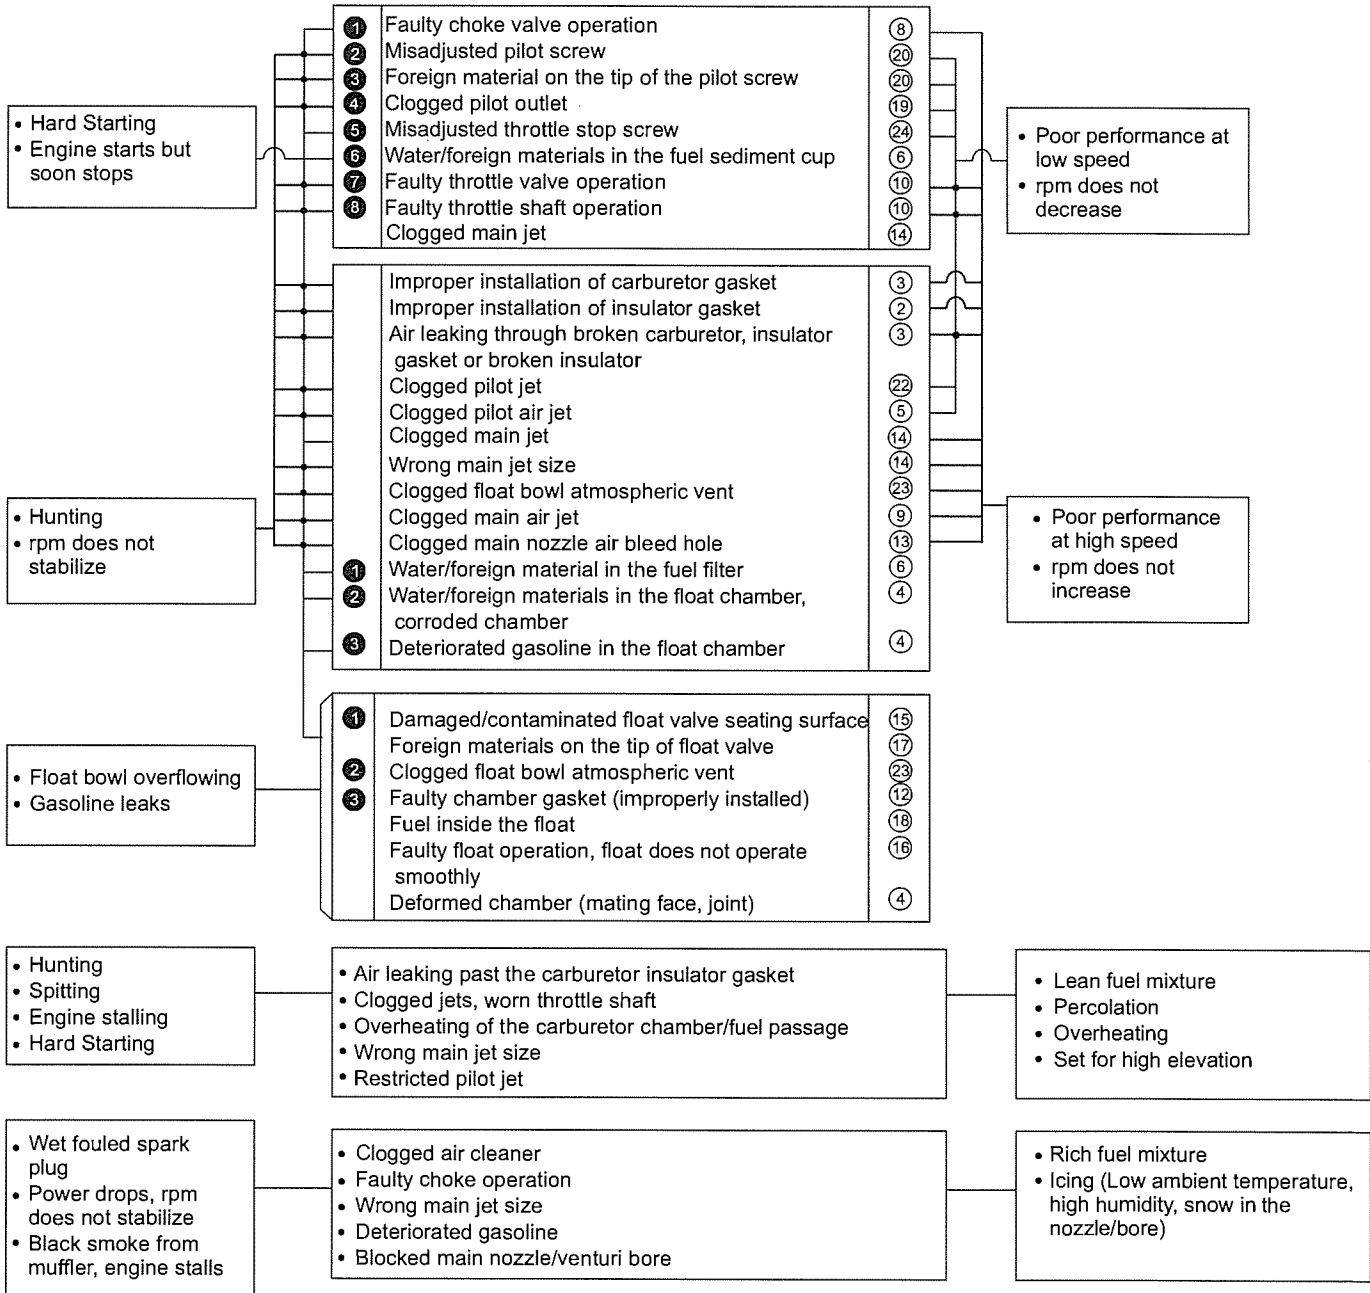 • Hard Starting
• Engine starts but
soon stops
❶ Faulty choke valve operation ⑧
❷ Misadjusted pilot screw ⑳
❸ Foreign material on the tip of the pilot screw ⑳
❹ Clogged pilot outlet ⑲
❺ Misadjusted throttle stop screw ㉔
❻ Water/foreign materials in the fuel sediment cup ⑥
❼ Faulty throttle valve operation ⑩
❽ Faulty throttle shaft operation ⑩
Clogged main jet ⑭
• Poor performance at
low speed
• rpm does not
decrease
• Hunting
• rpm does not
stabilize
Improper installation of carburetor gasket ③
Improper installation of insulator gasket ②
Air leaking through broken carburetor, insulator ③
gasket or broken insulator
Clogged pilot jet ㉒
Clogged pilot air jet ⑤
Clogged main jet ⑭
Wrong main jet size ⑭
Clogged float bowl atmospheric vent ㉓
Clogged main air jet ⑨
Clogged main nozzle air bleed hole ⑬
❶ Water/foreign material in the fuel filter ⑥
❷ Water/foreign materials in the float chamber, ④
corroded chamber
❸ Deteriorated gasoline in the float chamber ④
• Poor performance
at high speed
• rpm does not
increase
• Float bowl overflowing
• Gasoline leaks
❶ Damaged/contaminated float valve seating surface ⑮
Foreign materials on the tip of float valve ⑰
❷ Clogged float bowl atmospheric vent ㉓
❸ Faulty chamber gasket (improperly installed) ⑫
Fuel inside the float ⑱
Faulty float operation, float does not operate ⑯
smoothly
Deformed chamber (mating face, joint) ④
• Hunting
• Spitting
• Engine stalling
• Hard Starting
• Air leaking past the carburetor insulator gasket
• Clogged jets, worn throttle shaft
• Overheating of the carburetor chamber/fuel passage
• Wrong main jet size
• Restricted pilot jet
• Lean fuel mixture
• Percolation
• Overheating
• Set for high elevation
• Wet fouled spark
plug
• Power drops, rpm
does not stabilize
• Black smoke from
muffler, engine stalls
• Clogged air cleaner
• Faulty choke operation
• Wrong main jet size
• Deteriorated gasoline
• Blocked main nozzle/venturi bore
• Rich fuel mixture
• Icing (Low ambient temperature,
high humidity, snow in the
nozzle/bore)